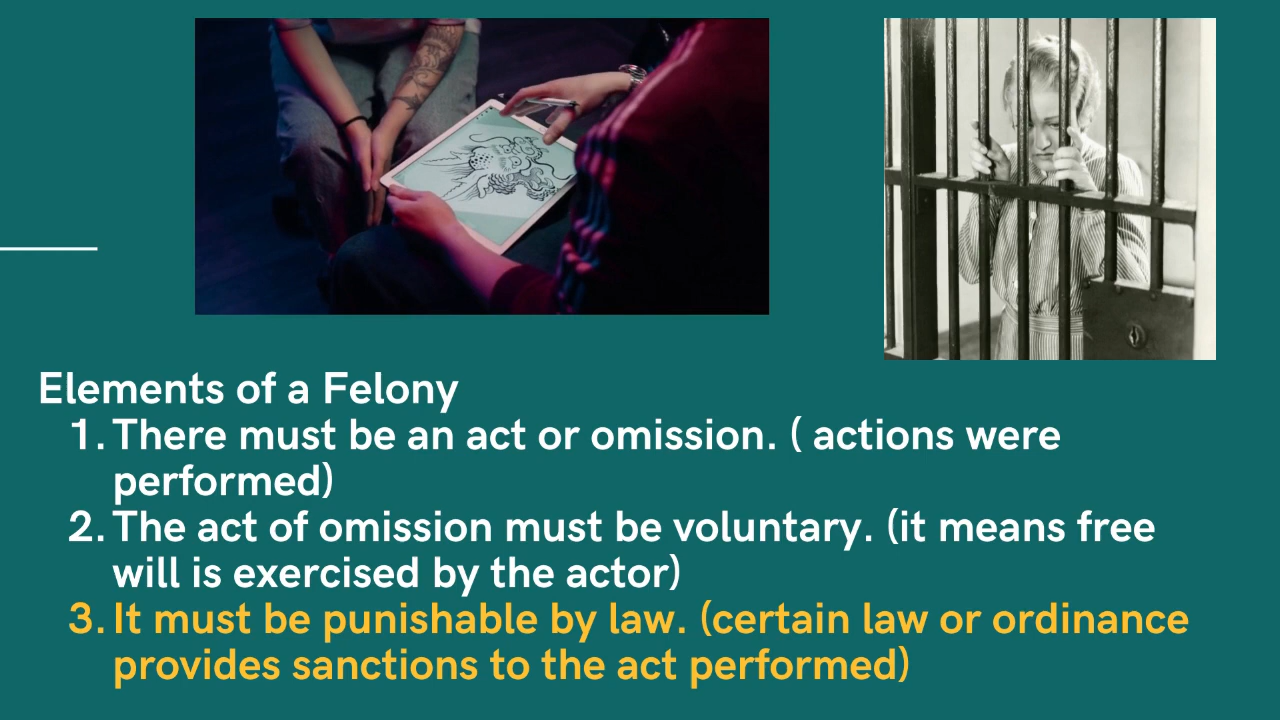 Elements of a Felony
1. There must be an act or omission. ( actions were
performed)
2. The act of omission must be voluntary. (it means free
will is exercised by the actor)
3. It must be punishable by law. (certain law or ordinance
provides sanctions to the act performed)